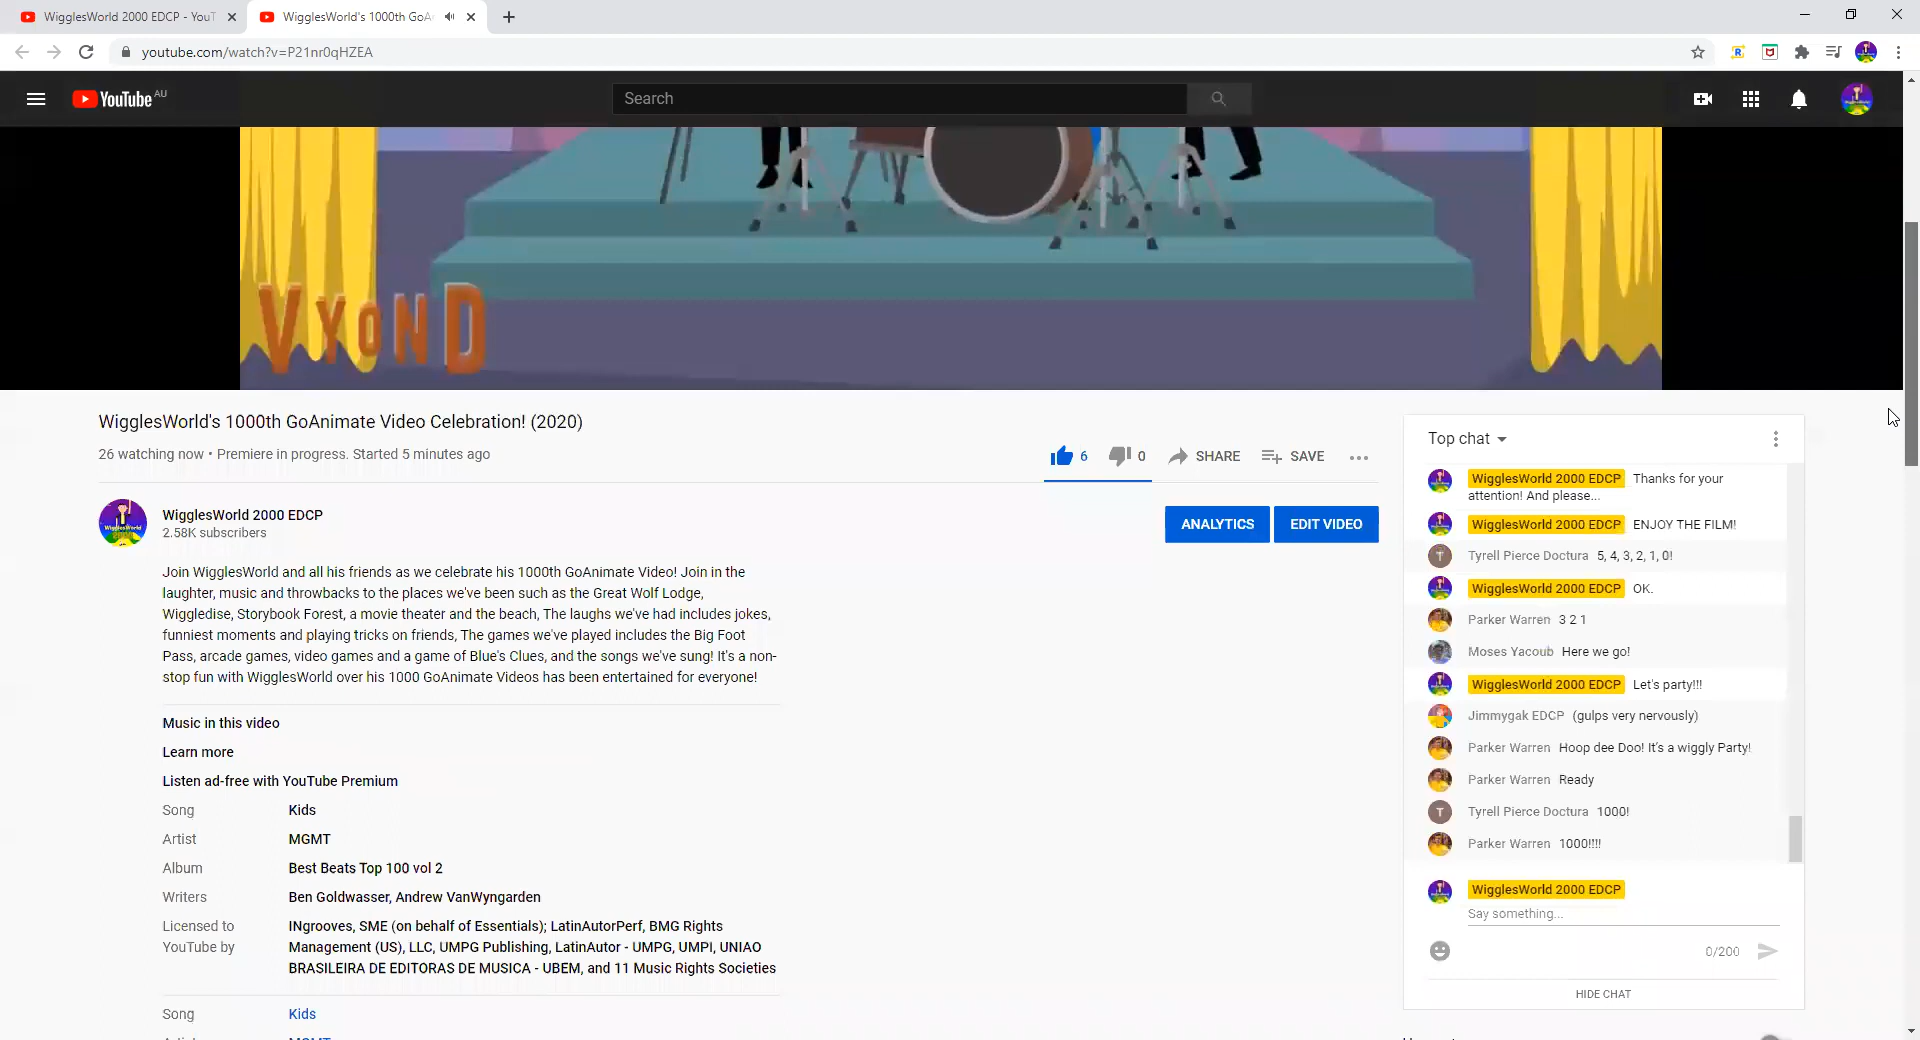 WigglesWorld 2000 EDCP - YouT
WigglesWorld's 1000th GoAn
youtube.com/watch?v=P21nr0qHZEA
YouTube AU
Search
VYOND
WigglesWorld's 1000th GoAnimate Video Celebration! (2020)
26 watching now • Premiere in progress. Started 5 minutes ago
6 0 SHARE SAVE
WigglesWorld 2000 EDCP
2.58K subscribers
ANALYTICS EDIT VIDEO
Join WigglesWorld and all his friends as we celebrate his 1000th GoAnimate Video! Join in the
laughter, music and throwbacks to the places we've been such as the Great Wolf Lodge,
Wiggledise, Storybook Forest, a movie theater and the beach, The laughs we've had includes jokes,
funniest moments and playing tricks on friends, The games we've played includes the Big Foot
Pass, arcade games, video games and a game of Blue's Clues, and the songs we've sung! It's a non-
stop fun with WigglesWorld over his 1000 GoAnimate Videos has been entertained for everyone!
Music in this video
Learn more
Listen ad-free with YouTube Premium
Song Kids
Artist MGMT
Album Best Beats Top 100 vol 2
Writers Ben Goldwasser, Andrew VanWyngarden
Licensed to YouTube by
INgrooves, SME (on behalf of Essentials); LatinAutorPerf, BMG Rights
Management (US), LLC, UMPG Publishing, LatinAutor - UMPG, UMPI, UNIAO
BRASILEIRA DE EDITORAS DE MUSICA - UBEM, and 11 Music Rights Societies
Song Kids
Top chat
WigglesWorld 2000 EDCP Thanks for your
attention! And please...
WigglesWorld 2000 EDCP ENJOY THE FILM!
Tyrell Pierce Doctura 5, 4, 3, 2, 1, 0!
WigglesWorld 2000 EDCP OK.
Parker Warren 3 2 1
Moses Yacoub Here we go!
WigglesWorld 2000 EDCP Let's party!!!
Jimmygak EDCP (gulps very nervously)
Parker Warren Hoop dee Doo! It's a wiggly Party!
Parker Warren Ready
Tyrell Pierce Doctura 1000!
Parker Warren 1000!!!!
WigglesWorld 2000 EDCP
Say something...
0/200
HIDE CHAT